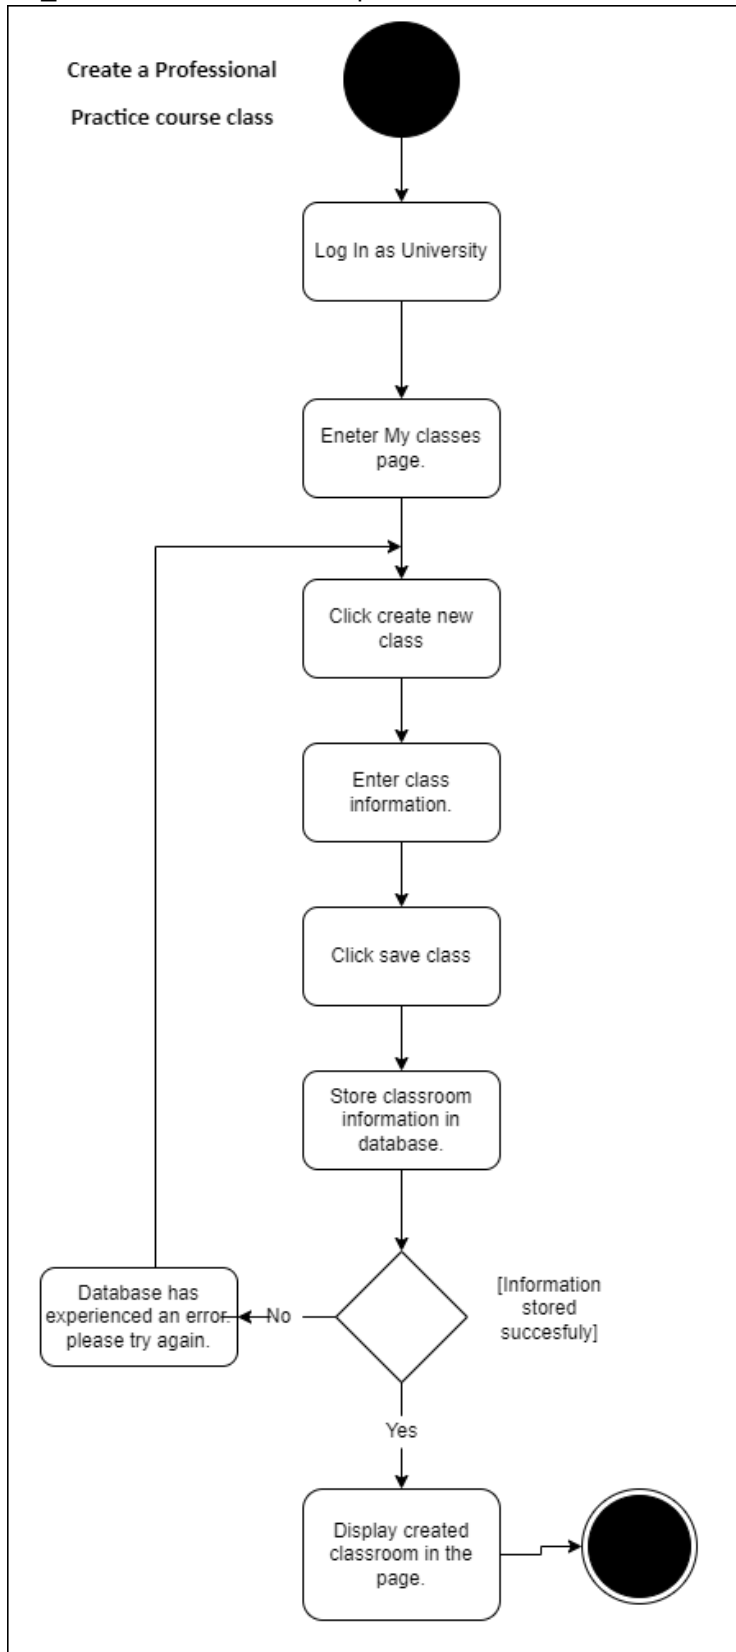 Create a Professional
Practice course class
Log In as University
Eneter My classes
page.
Click create new
class
Enter class
information.
Click save class
Store classroom
information in
database.
[Information
stored
succesfuly]
No
Database has
experienced an error.
please try again.
Yes
Display created
classroom in the
page.